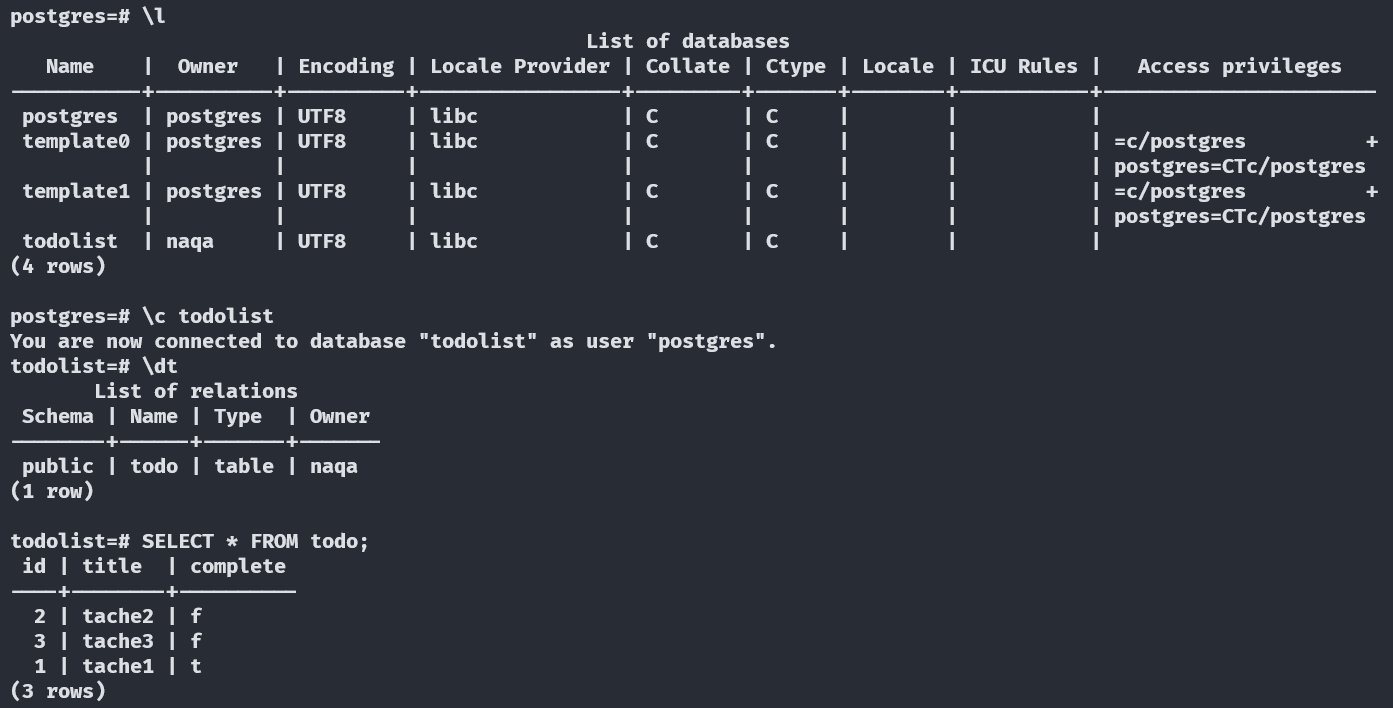 postgres=# \l
                                                List of databases
   Name    |  Owner   | Encoding | Locale Provider | Collate | Ctype | Locale | ICU Rules |   Access privileges
-----------+----------+----------+-----------------+---------+-------+--------+-----------+-----------------------
 postgres  | postgres | UTF8     | libc            | C       | C     |        |           |
 template0 | postgres | UTF8     | libc            | C       | C     |        |           | =c/postgres          +
           |          |          |                 |         |       |        |           | postgres=CTc/postgres
 template1 | postgres | UTF8     | libc            | C       | C     |        |           | =c/postgres          +
           |          |          |                 |         |       |        |           | postgres=CTc/postgres
 todolist  | naqa     | UTF8     | libc            | C       | C     |        |           |
(4 rows)

postgres=# \c todolist
You are now connected to database "todolist" as user "postgres".
todolist=# \dt
       List of relations
 Schema | Name | Type  | Owner
--------+------+-------+-------
 public | todo | table | naqa
(1 row)

todolist=# SELECT * FROM todo;
 id | title  | complete
----+--------+----------
  2 | tache2 | f
  3 | tache3 | f
  1 | tache1 | t
(3 rows)